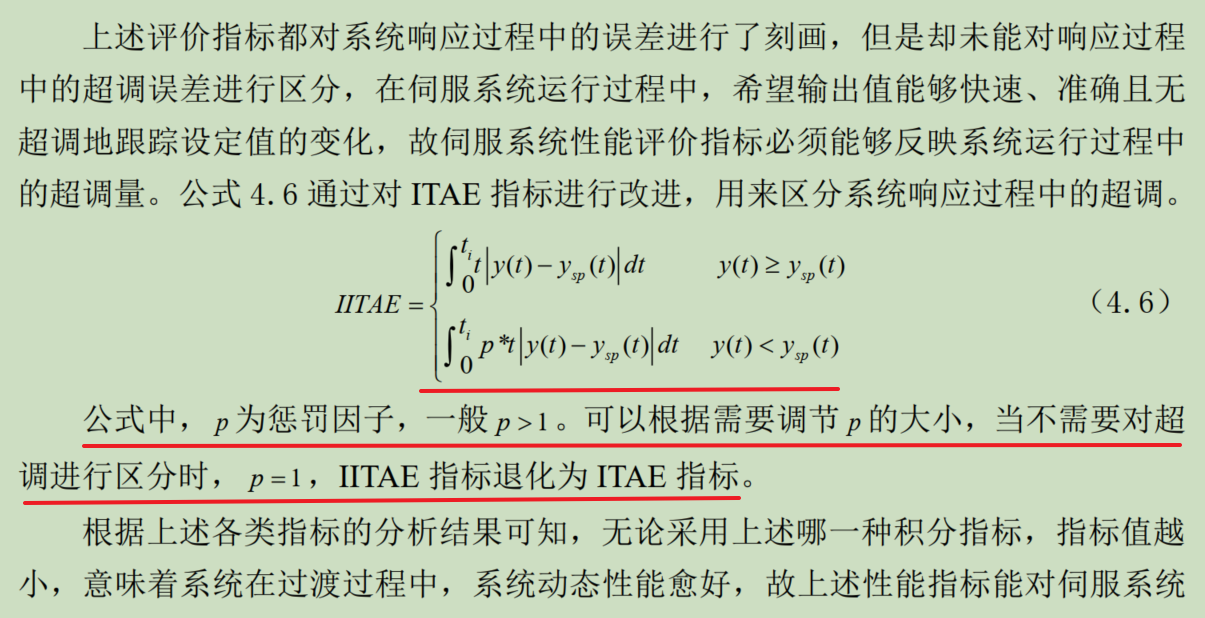 上述评价指标都对系统响应过程中的误差进行了刻画，但是却未能对响应过程
中的超调误差进行区分，在伺服系统运行过程中，希望输出值能够快速、准确且无
超调地跟踪设定值的变化，故伺服系统性能评价指标必须能够反映系统运行过程中
的超调量。公式 4.6 通过对 ITAE 指标进行改进，用来区分系统响应过程中的超调。
IITAE = { ∫₀^{t_i} t|y(t) − y_{sp}(t)|dt  y(t) ≥ y_{sp}(t)
∫₀^{t_i} p*t|y(t) − y_{sp}(t)|dt  y(t) < y_{sp}(t)
（4.6）
公式中，p 为惩罚因子，一般 p > 1。可以根据需要调节 p 的大小，当不需要对超
调进行区分时， p = 1，IITAE 指标退化为 ITAE 指标。
根据上述各类指标的分析结果可知，无论采用上述哪一种积分指标，指标值越
小，意味着系统在过渡过程中，系统动态性能愈好，故上述性能指标能对伺服系统